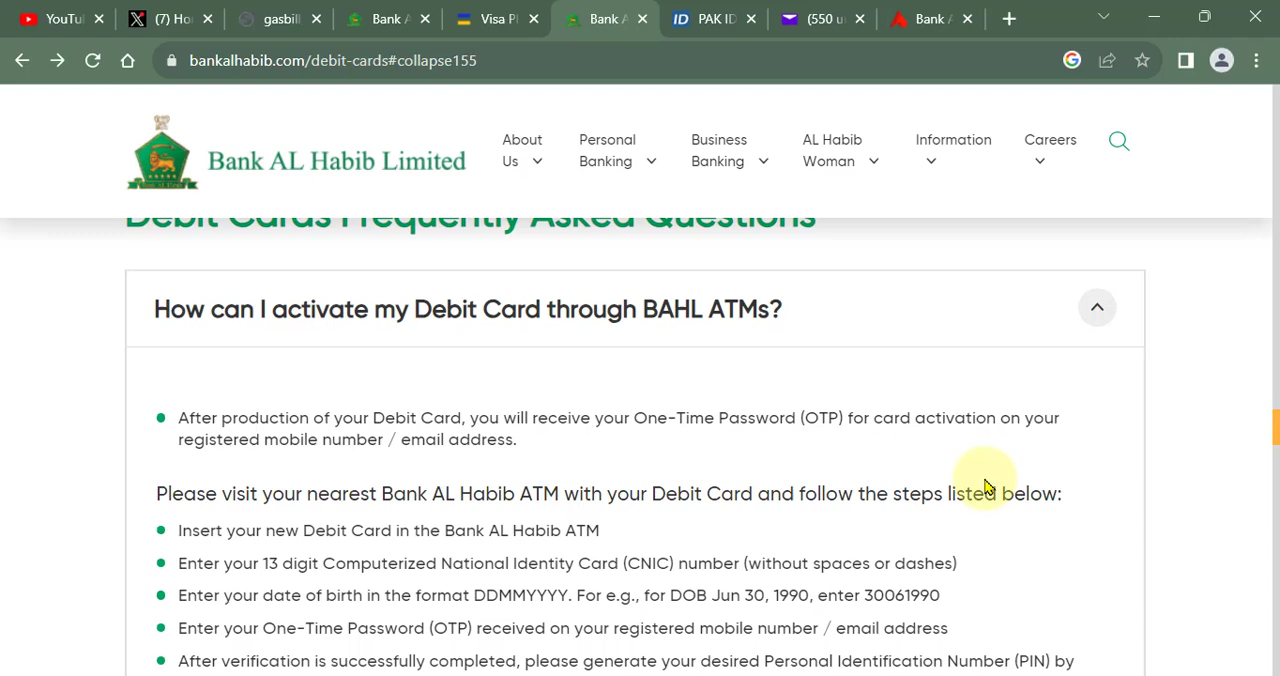 YouTu
(7) Ho
gasbill
Bank A
Visa Pl
Bank A
ID PAK ID
(550 u
Bank A
bankalhabib.com/debit-cards#collapse155
Bank AL Habib Limited
About Us
Personal Banking
Business Banking
AL Habib Woman
Information
Careers
Debit Cards Frequently Asked Questions
How can I activate my Debit Card through BAHL ATMs?
After production of your Debit Card, you will receive your One-Time Password (OTP) for card activation on your
registered mobile number / email address.
Please visit your nearest Bank AL Habib ATM with your Debit Card and follow the steps listed below:
Insert your new Debit Card in the Bank AL Habib ATM
Enter your 13 digit Computerized National Identity Card (CNIC) number (without spaces or dashes)
Enter your date of birth in the format DDMMYYYY. For e.g., for DOB Jun 30, 1990, enter 30061990
Enter your One-Time Password (OTP) received on your registered mobile number / email address
After verification is successfully completed, please generate your desired Personal Identification Number (PIN) by